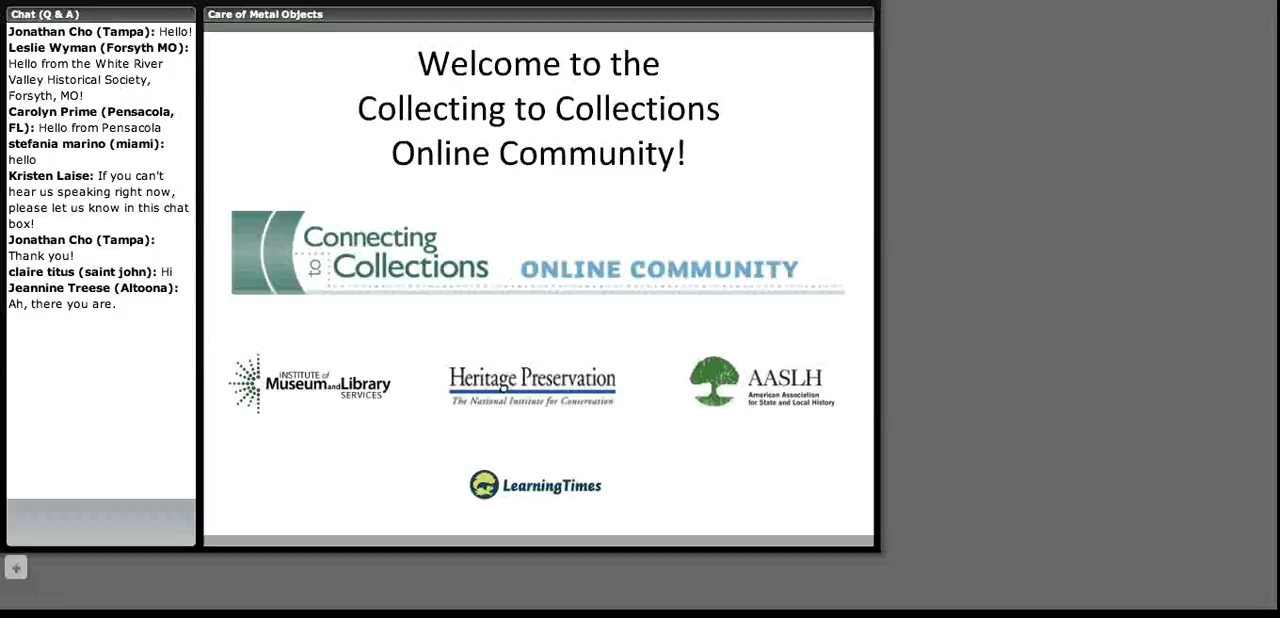 Chat (Q & A)
Jonathan Cho (Tampa): Hello!
Leslie Wyman (Forsyth MO):
Hello from the White River
Valley Historical Society,
Forsyth, MO!
Carolyn Prime (Pensacola,
FL): Hello from Pensacola
stefania marino (miami):
hello
Kristen Laise: If you can't
hear us speaking right now,
please let us know in this chat
box!
Jonathan Cho (Tampa):
Thank you!
claire titus (saint john): Hi
Jeannine Treese (Altoona):
Ah, there you are.
Care of Metal Objects
Welcome to the
Collecting to Collections
Online Community!
Connecting
to Collections
ONLINE COMMUNITY
INSTITUTE of
Museum and Library
SERVICES
Heritage Preservation
The National Institute for Conservation
AASLH
American Association
for State and Local History
LearningTimes